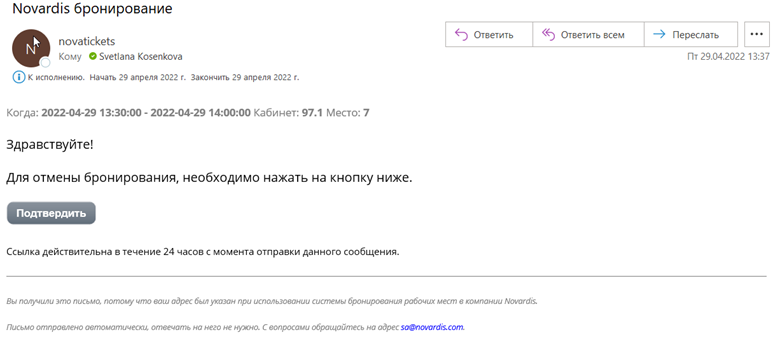 Novardis бронирование
N
novatickets
Кому Svetlana Kosenkova
Ответить
Ответить всем
Переслать
Пт 29.04.2022 13:37
К исполнению. Начать 29 апреля 2022 г. Закончить 29 апреля 2022 г.
Когда: 2022-04-29 13:30:00 - 2022-04-29 14:00:00 Кабинет: 97.1 Место: 7
Здравствуйте!
Для отмены бронирования, необходимо нажать на кнопку ниже.
Подтвердить
Ссылка действительна в течение 24 часов с момента отправки данного сообщения.
Вы получили это письмо, потому что ваш адрес был указан при использовании системы бронирования рабочих мест в компании Novardis.
Письмо отправлено автоматически, отвечать на него не нужно. С вопросами обращайтесь на адрес sa@novardis.com.